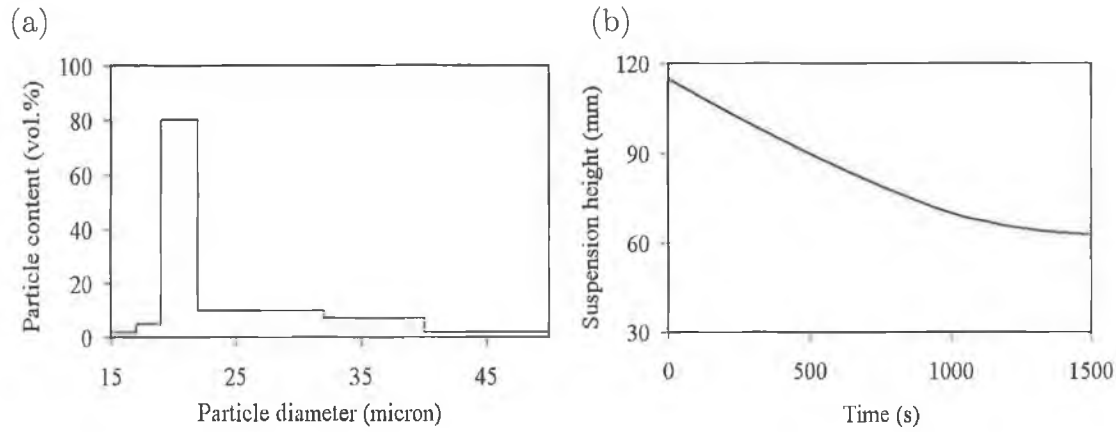 (a)
100
80
60
40
20
0
Particle content (vol.%)
15 25 35 45
Particle diameter (micron)
(b)
120
90
60
30
Suspension height (mm)
0 500 1000 1500
Time (s)